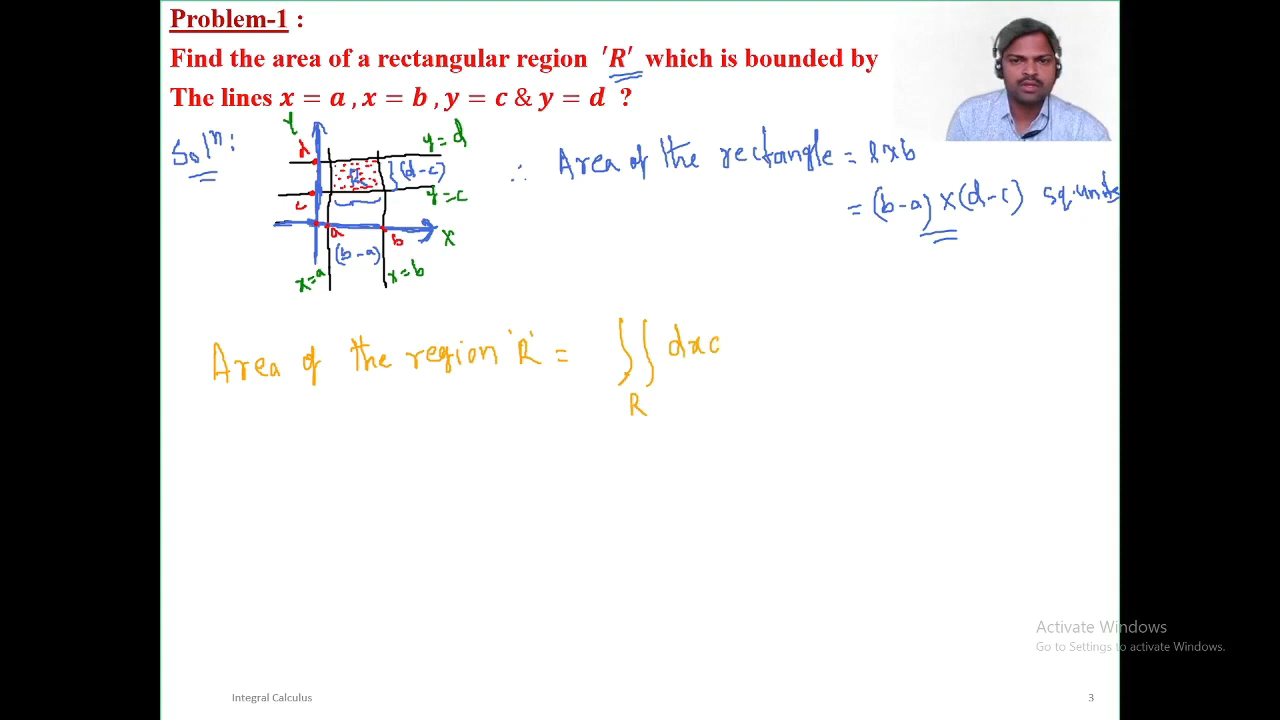 Problem-1 :
Find the area of a rectangular region 'R' which is bounded by
The lines x = a , x = b , y = c & y = d ?
Solⁿ:
Y
d
y = d
R
}(d-c)
c
y = c
a
b
X
(b-a)
x=a
x=b
∴ Area of the rectangle = l x b
= (b-a) x (d-c) sq.units
Area of the region 'R' = ∫∫ dx
R
Activate Windows
Go to Settings to activate Windows.
Integral Calculus
3